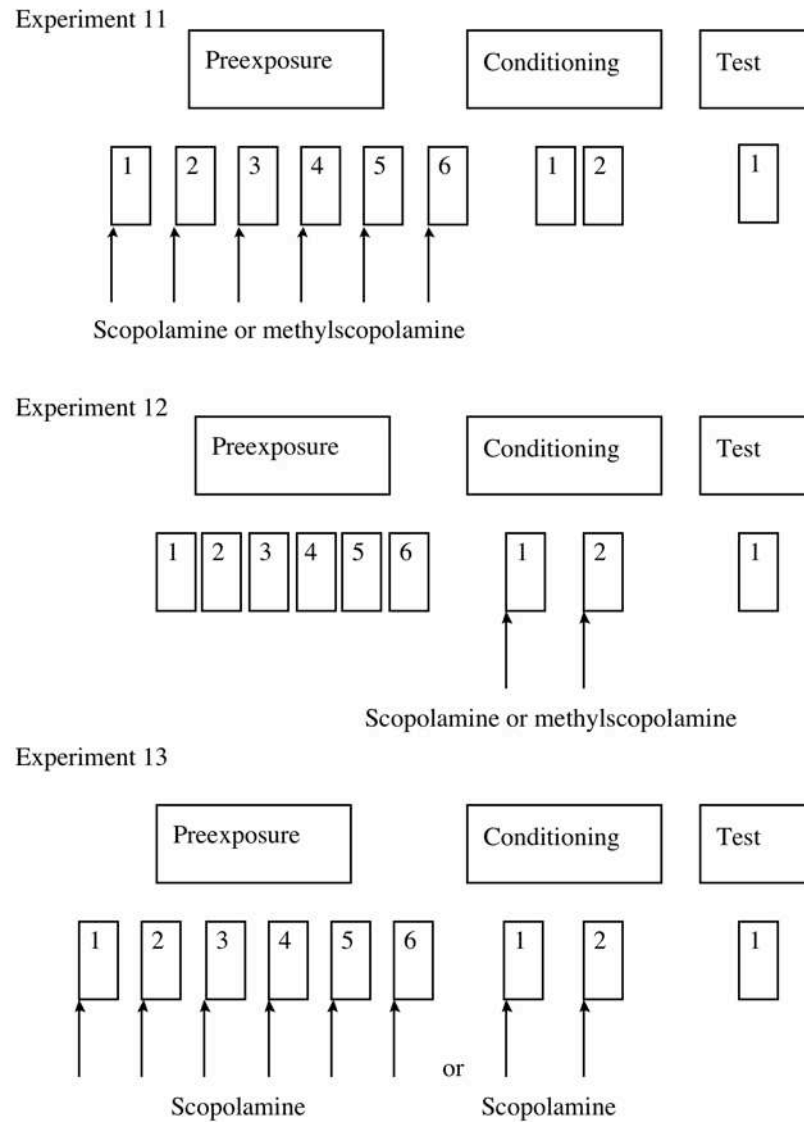 Experiment 11
Preexposure Conditioning Test
1 2 3 4 5 6 1 2 1
Scopolamine or methylscopolamine
Experiment 12
Preexposure Conditioning Test
1 2 3 4 5 6 1 2 1
Scopolamine or methylscopolamine
Experiment 13
Preexposure Conditioning Test
1 2 3 4 5 6 1 2 1
or
Scopolamine Scopolamine